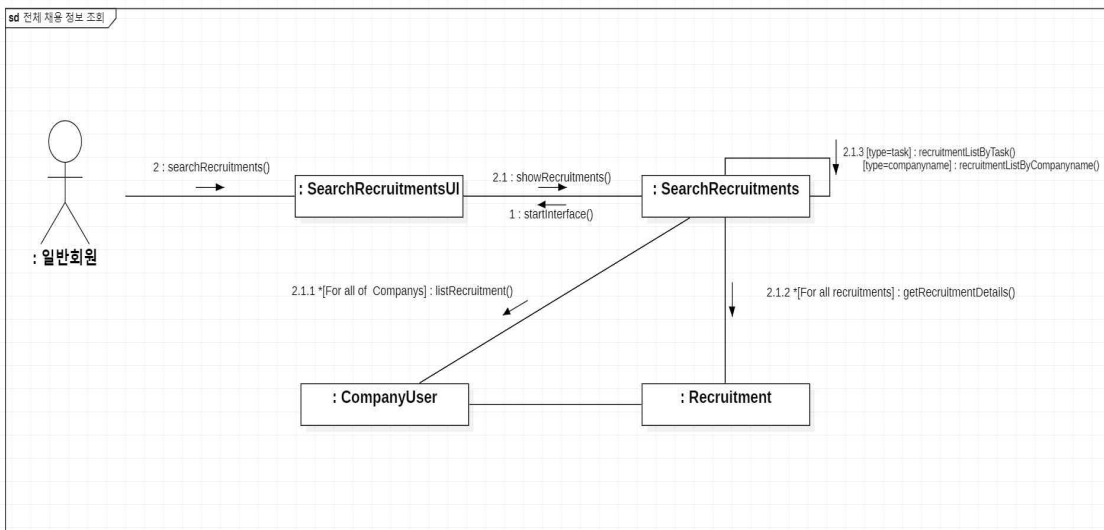 sd 전체 채용 정보 조회
2 : searchRecruitments()
: SearchRecruitmentsUI
2.1 : showRecruitments()
1 : startInterface()
: SearchRecruitments
2.1.3 [type=task] : recruitmentListByTask()
[type=companyname] : recruitmentListByCompanyname()
: 일반회원
2.1.1 *[For all of Companys] : listRecruitment()
2.1.2 *[For all recruitments] : getRecruitmentDetails()
: CompanyUser
: Recruitment